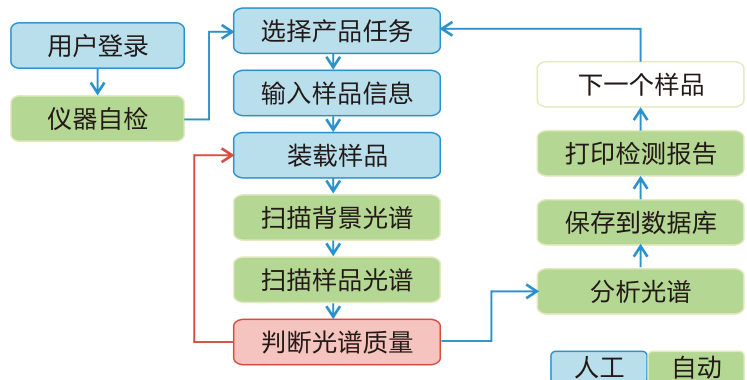 用户登录
仪器自检
选择产品任务
输入样品信息
装载样品
扫描背景光谱
扫描样品光谱
判断光谱质量
分析光谱
保存到数据库
打印检测报告
下一个样品
人工
自动